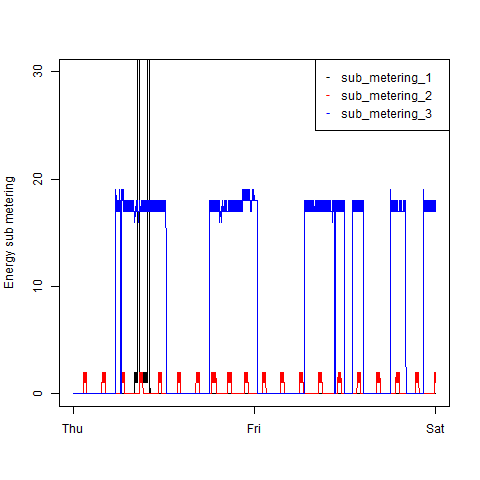 30
20
10
0
Energy sub metering
- sub_metering_1
- sub_metering_2
- sub_metering_3
Thu Fri Sat